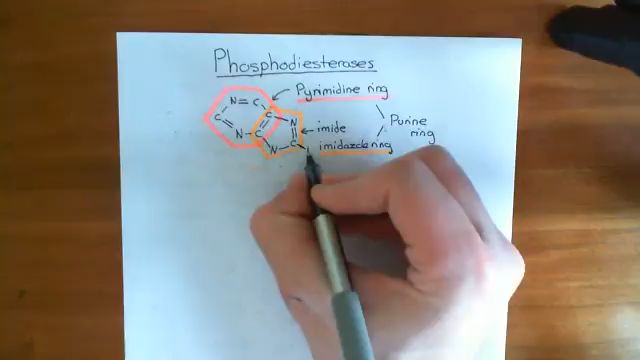 Phosphodiesterases
Pyrimidine ring
N=C
C
C
N
N
C
imide
Purine
ring
N
C
imidazole ring